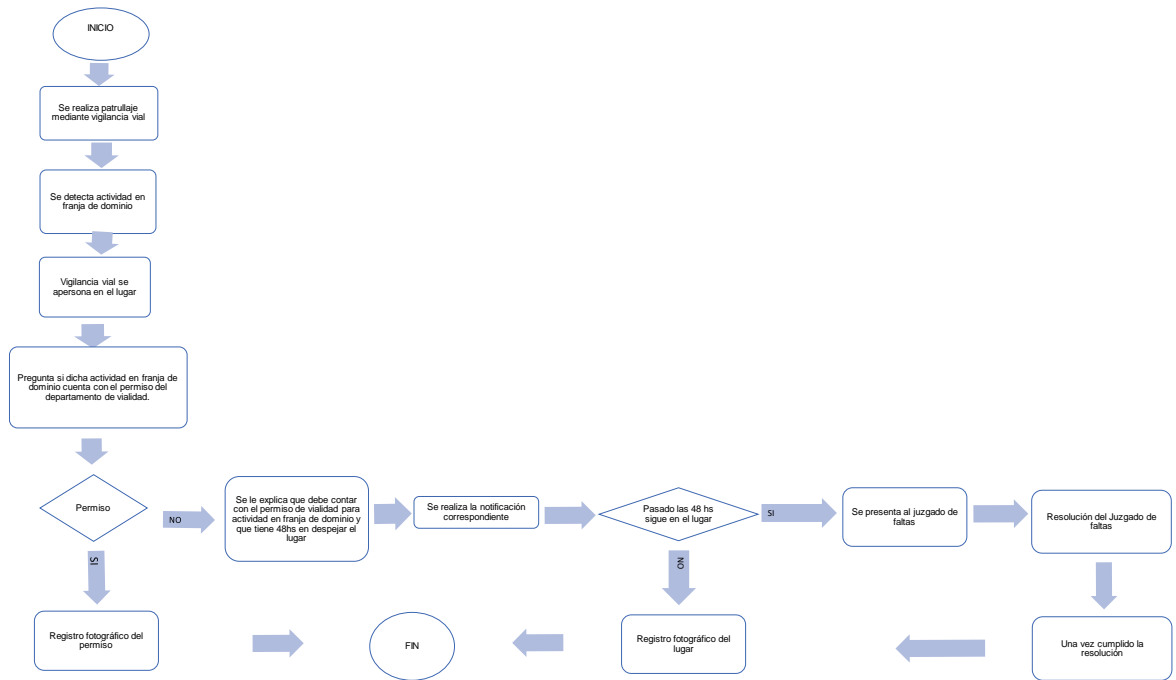 INICIO
Se realiza patrullaje
mediante vigilancia vial
Se detecta actividad en
franja de dominio
Vigilancia vial se
apersona en el lugar
Pregunta si dicha actividad en franja de
dominio cuenta con el permiso del
departamento de vialidad.
Permiso
NO
Se le explica que debe contar
con el permiso de vialidad para
actividad en franja de dominio y
que tiene 48hs en despejar el
lugar
Se realiza la notificación
correspondiente
Pasado las 48 hs
sigue en el lugar
SI
Se presenta al juzgado de
faltas
Resolución del Juzgado de
faltas
SI
NO
Registro fotográfico del
permiso
FIN
Registro fotográfico del
lugar
Una vez cumplido la
resolución